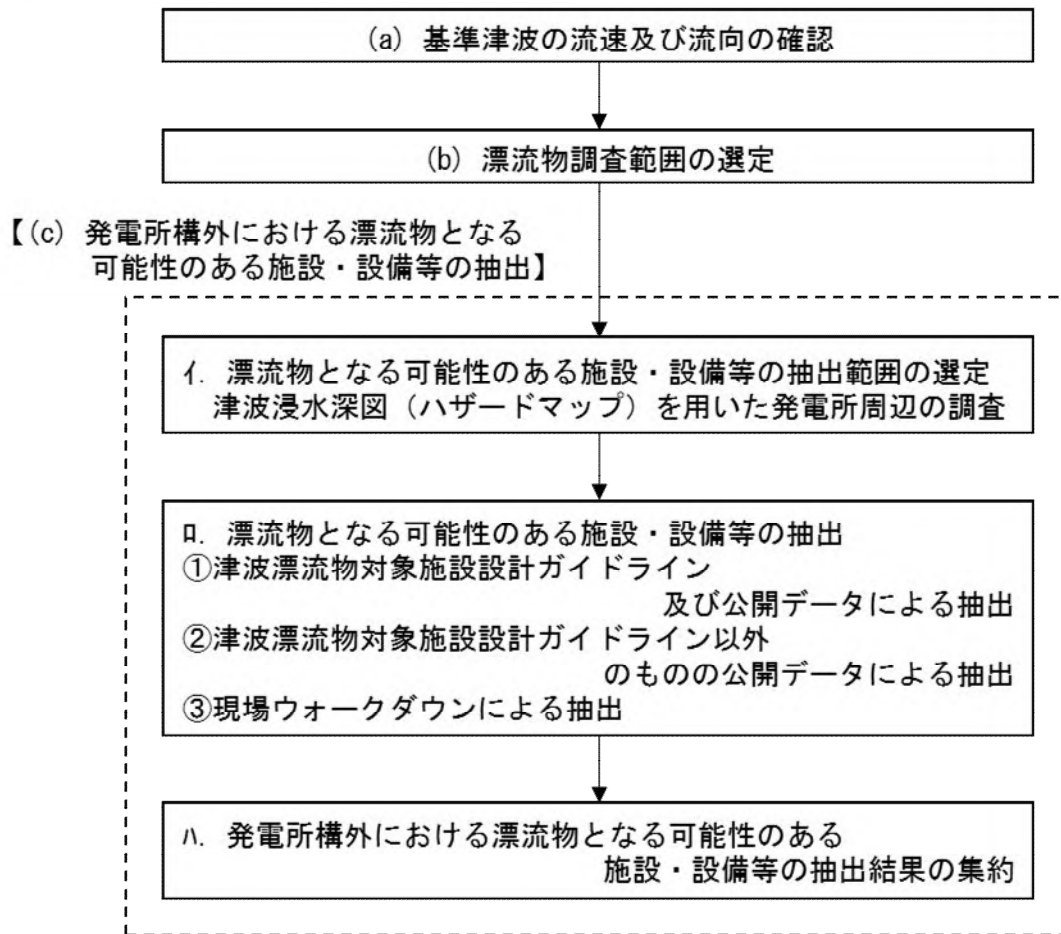 (a) 基準津波の流速及び流向の確認
(b) 漂流物調査範囲の選定
【(c) 発電所構外における漂流物となる
可能性のある施設・設備等の抽出】
ｲ. 漂流物となる可能性のある施設・設備等の抽出範囲の選定
津波浸水深図（ハザードマップ）を用いた発電所周辺の調査
ﾛ. 漂流物となる可能性のある施設・設備等の抽出
①津波漂流物対象施設設計ガイドライン
及び公開データによる抽出
②津波漂流物対象施設設計ガイドライン以外
のものの公開データによる抽出
③現場ウォークダウンによる抽出
ﾊ. 発電所構外における漂流物となる可能性のある
施設・設備等の抽出結果の集約